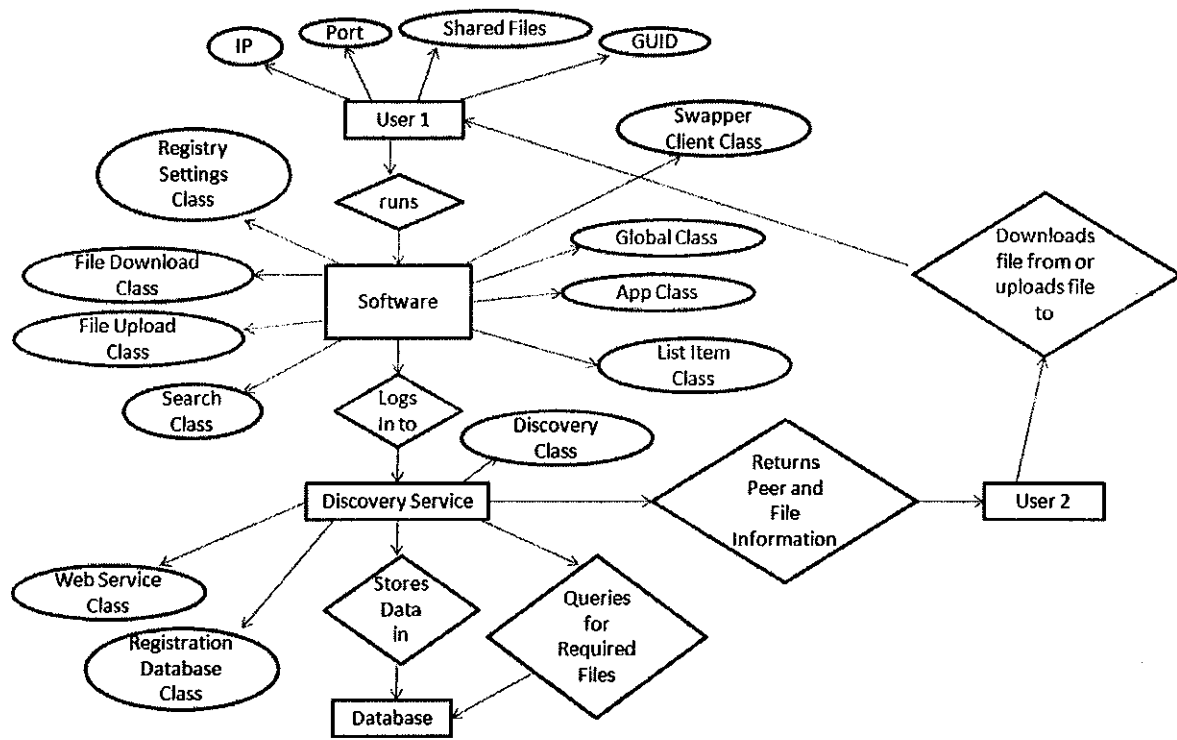 IP
Port
Shared Files
GUID
User 1
Swapper
Client Class
Registry
Settings
Class
runs
Global Class
Downloads
file from or
uploads file
to
File Download
Class
Software
App Class
File Upload
Class
List Item
Class
Search
Class
Logs
In to
Discovery
Class
Returns
Peer and
File
Information
Discovery Service
User 2
Web Service
Class
Stores
Data
in
Queries
for
Required
Files
Registration
Database
Class
Database